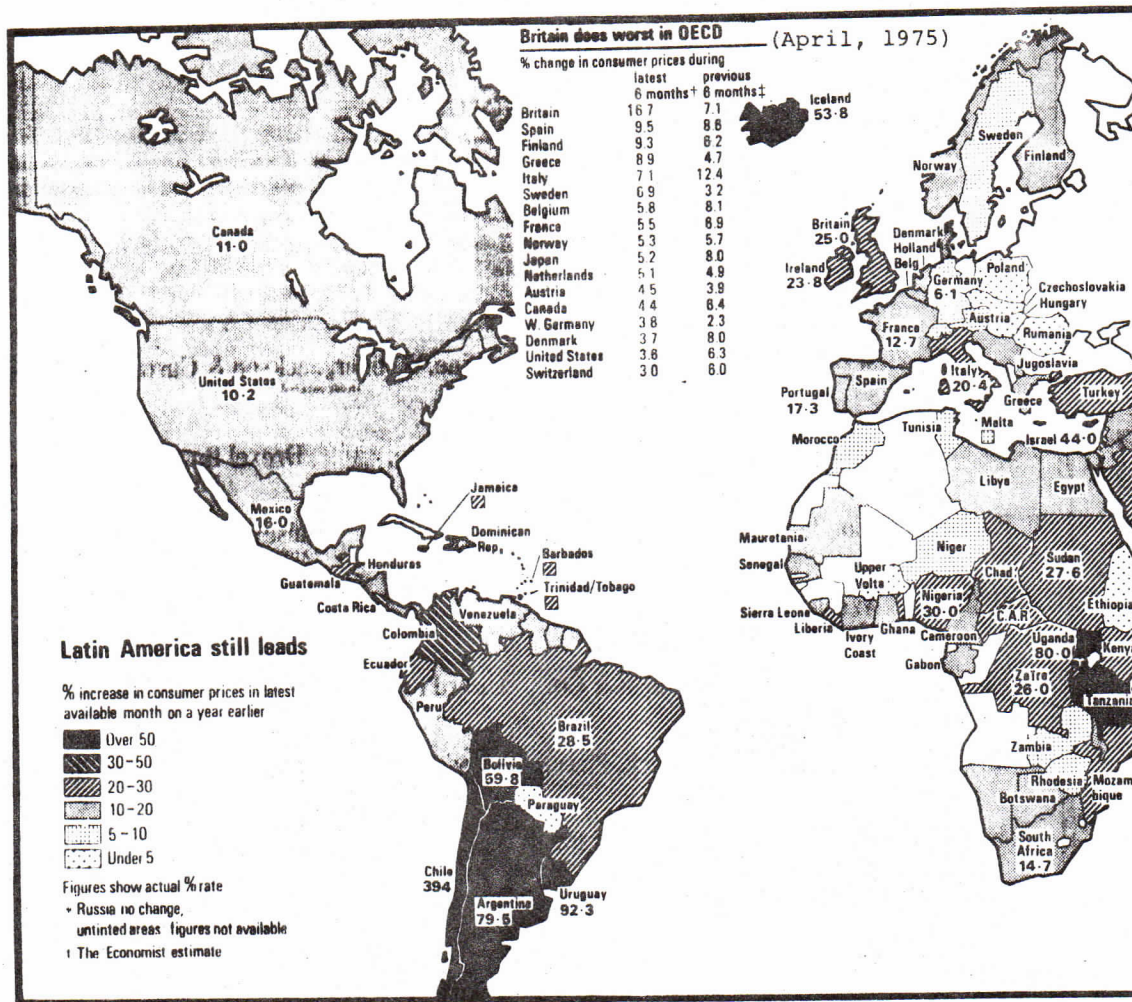 Britain does worst in OECD (April, 1975)
% change in consumer prices during
latest previous
6 months† 6 months‡
Britain 16.7 7.1
Spain 9.5 8.6
Finland 9.3 6.2
Greece 8.9 4.7
Italy 7.1 12.4
Sweden 6.9 3.2
Belgium 5.8 8.1
France 5.5 6.9
Norway 5.3 5.7
Japan 5.2 8.0
Netherlands 5.1 4.9
Austria 4.5 3.9
Canada 4.4 6.4
W. Germany 3.8 2.3
Denmark 3.7 8.0
United States 3.6 6.3
Switzerland 3.0 6.0
Iceland
53.8
Sweden
Norway
Finland
Britain
25.0
Denmark
Holland
Belg
Ireland
23.8
Germany
6.1
Poland
Czechoslovakia
Hungary
Austria
France
12.7
Rumania
Jugoslavia
Italy
20.4
Portugal
17.3
Spain
Greece
Turkey
Malta
Israel 44.0
Tunisia
Morocco
Libya
Egypt
Canada
11.0
United States
10.2
Mexico
16.0
Jamaica
Dominican
Rep.
Honduras
Guatemala
Costa Rica
Barbados
Trinidad/Tobago
Venezuela
Colombia
Ecuador
Peru
Brazil
28.5
Bolivia
59.8
Paraguay
Chile
394
Argentina
79.5
Uruguay
92.3
Mauretania
Senegal
Niger
Upper
Volta
Chad
Sudan
27.6
Nigeria
30.0
Ethiopia
Sierra Leone
Liberia
Ivory
Coast
Ghana
Cameroon
C.A.R
Gabon
Uganda
80.0
Kenya
Zaïre
26.0
Tanzania
Zambia
Rhodesia
Mozam
bique
Botswana
South
Africa
14.7
Latin America still leads
% increase in consumer prices in latest
available month on a year earlier
Over 50
30-50
20-30
10-20
5-10
Under 5
Figures show actual % rate
* Russia no change,
untinted areas figures not available
† The Economist estimate